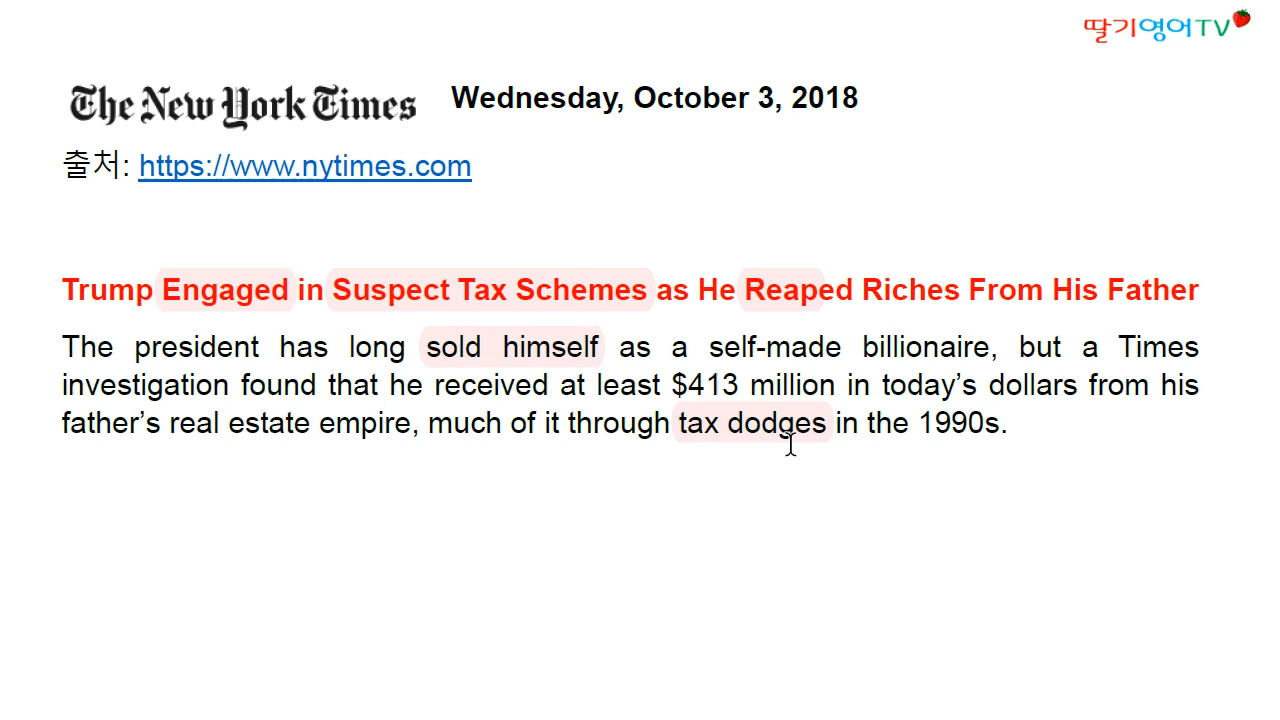 딸기영어TV
The New York Times Wednesday, October 3, 2018
출처: https://www.nytimes.com
Trump Engaged in Suspect Tax Schemes as He Reaped Riches From His Father
The president has long sold himself as a self-made billionaire, but a Times
investigation found that he received at least $413 million in today’s dollars from his
father’s real estate empire, much of it through tax dodges in the 1990s.